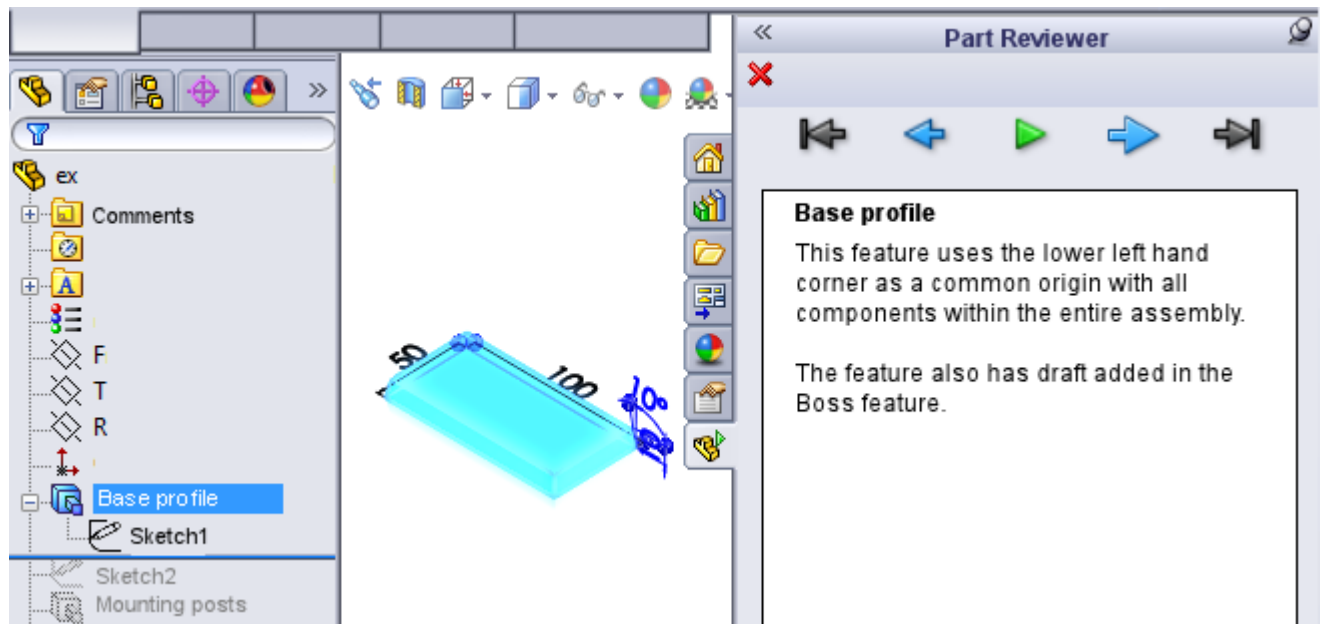 Part Reviewer
ex
Comments
A
F
T
R
Base profile
Sketch1
Sketch2
Mounting posts
50
100
Base profile
This feature uses the lower left hand
corner as a common origin with all
components within the entire assembly.
The feature also has draft added in the
Boss feature.